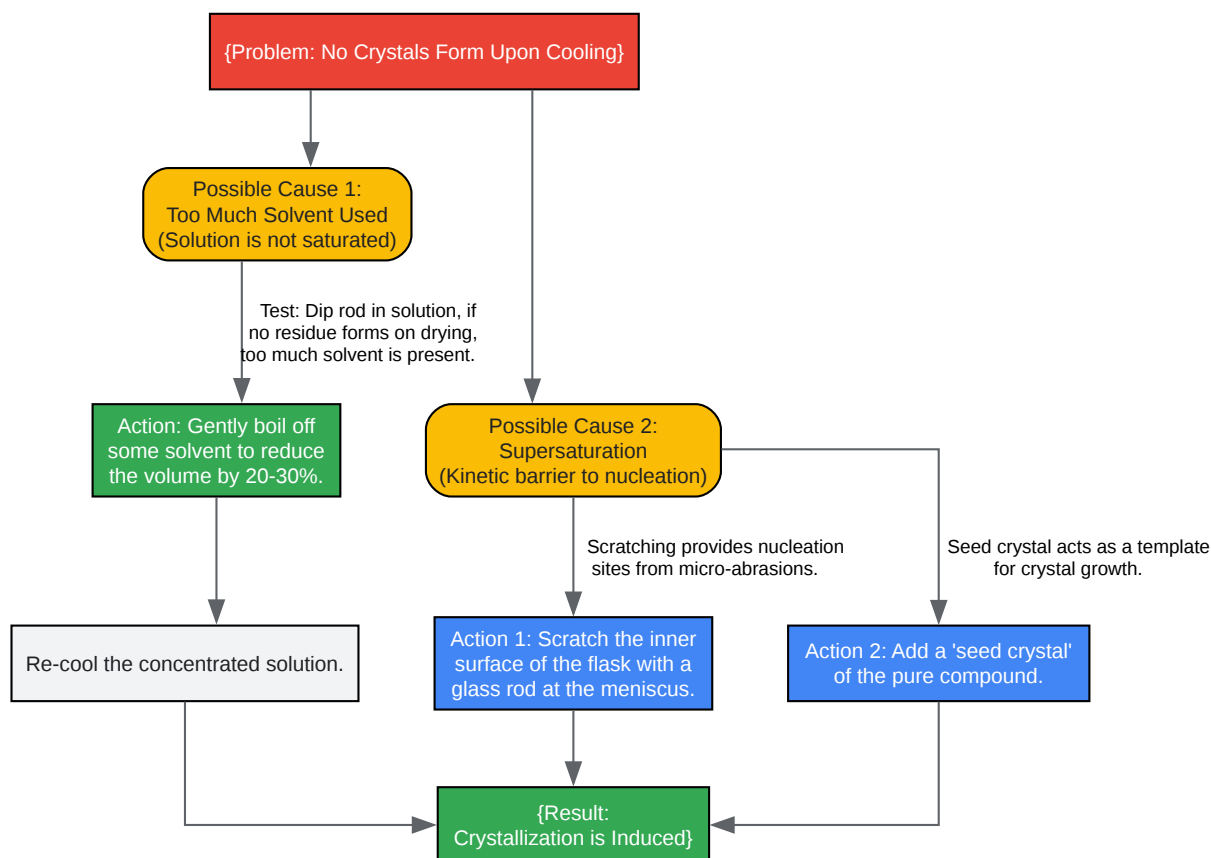 {Problem: No Crystals Form Upon Cooling}
Possible Cause 1:
Too Much Solvent Used
(Solution is not saturated)
Test: Dip rod in solution, if
no residue forms on drying,
too much solvent is present.
Action: Gently boil off
some solvent to reduce
the volume by 20-30%.
Possible Cause 2:
Supersaturation
(Kinetic barrier to nucleation)
Scratching provides nucleation
sites from micro-abrasions.
Seed crystal acts as a template
for crystal growth.
Re-cool the concentrated solution.
Action 1: Scratch the inner
surface of the flask with a
glass rod at the meniscus.
Action 2: Add a 'seed crystal'
of the pure compound.
{Result:
Crystallization is Induced}